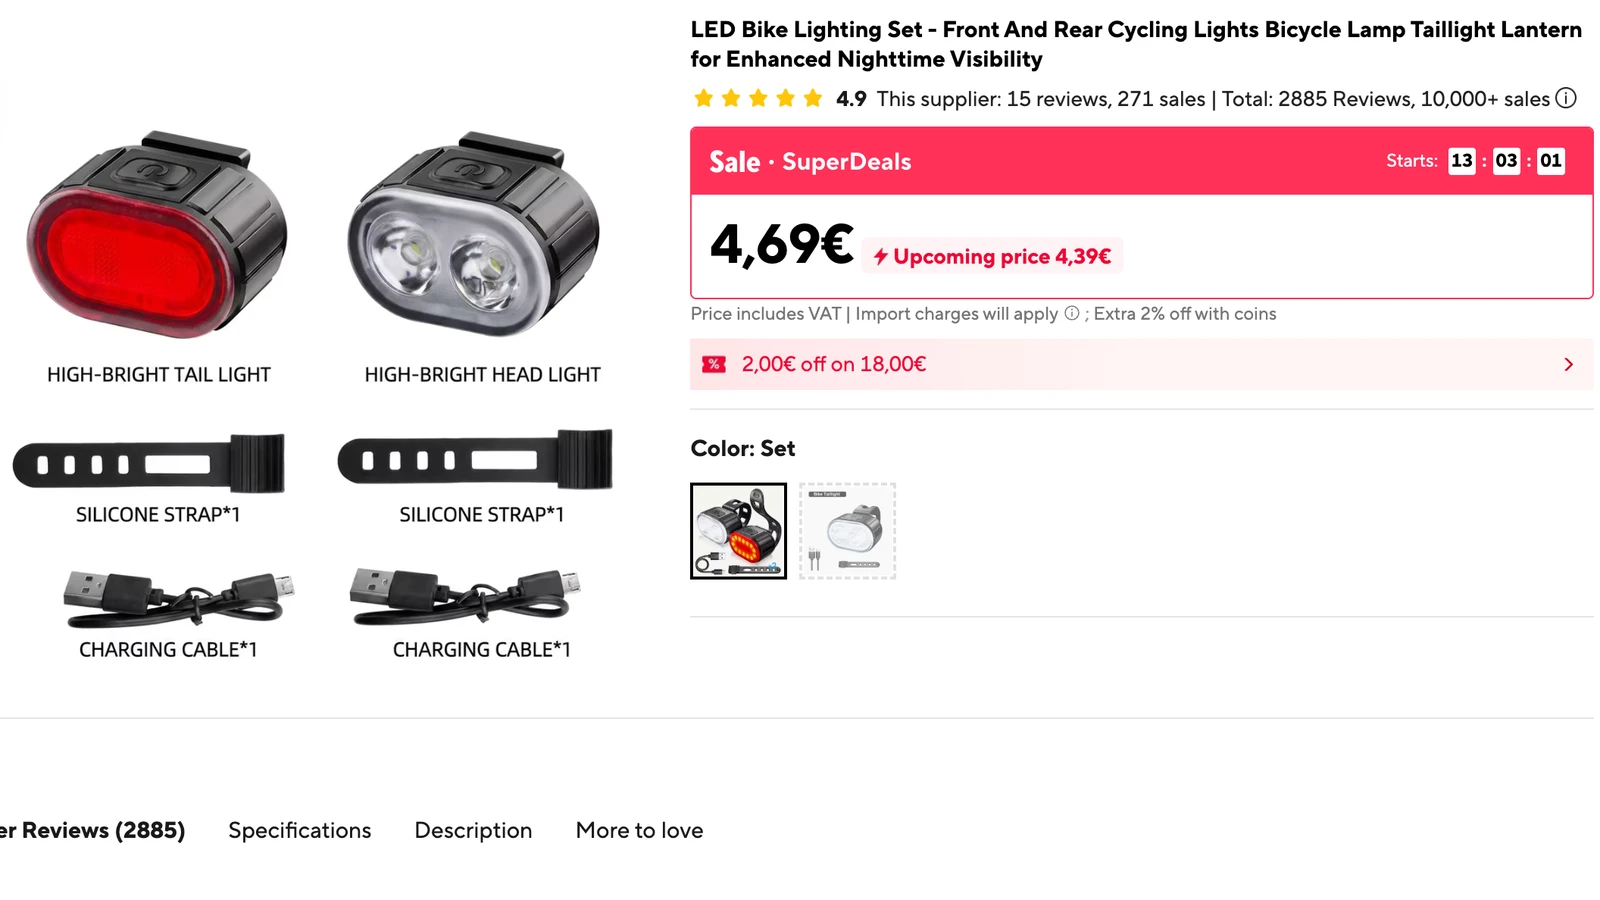 LED Bike Lighting Set - Front And Rear Cycling Lights Bicycle Lamp Taillight Lantern
for Enhanced Nighttime Visibility
4.9 This supplier: 15 reviews, 271 sales | Total: 2885 Reviews, 10,000+ sales
Sale · SuperDeals
Starts: 13 : 03 : 01
4,69€ Upcoming price 4,39€
Price includes VAT | Import charges will apply ; Extra 2% off with coins
% 2,00€ off on 18,00€
Color: Set
Bike Taillight
HIGH-BRIGHT TAIL LIGHT
HIGH-BRIGHT HEAD LIGHT
SILICONE STRAP*1
SILICONE STRAP*1
CHARGING CABLE*1
CHARGING CABLE*1
er Reviews (2885)
Specifications
Description
More to love